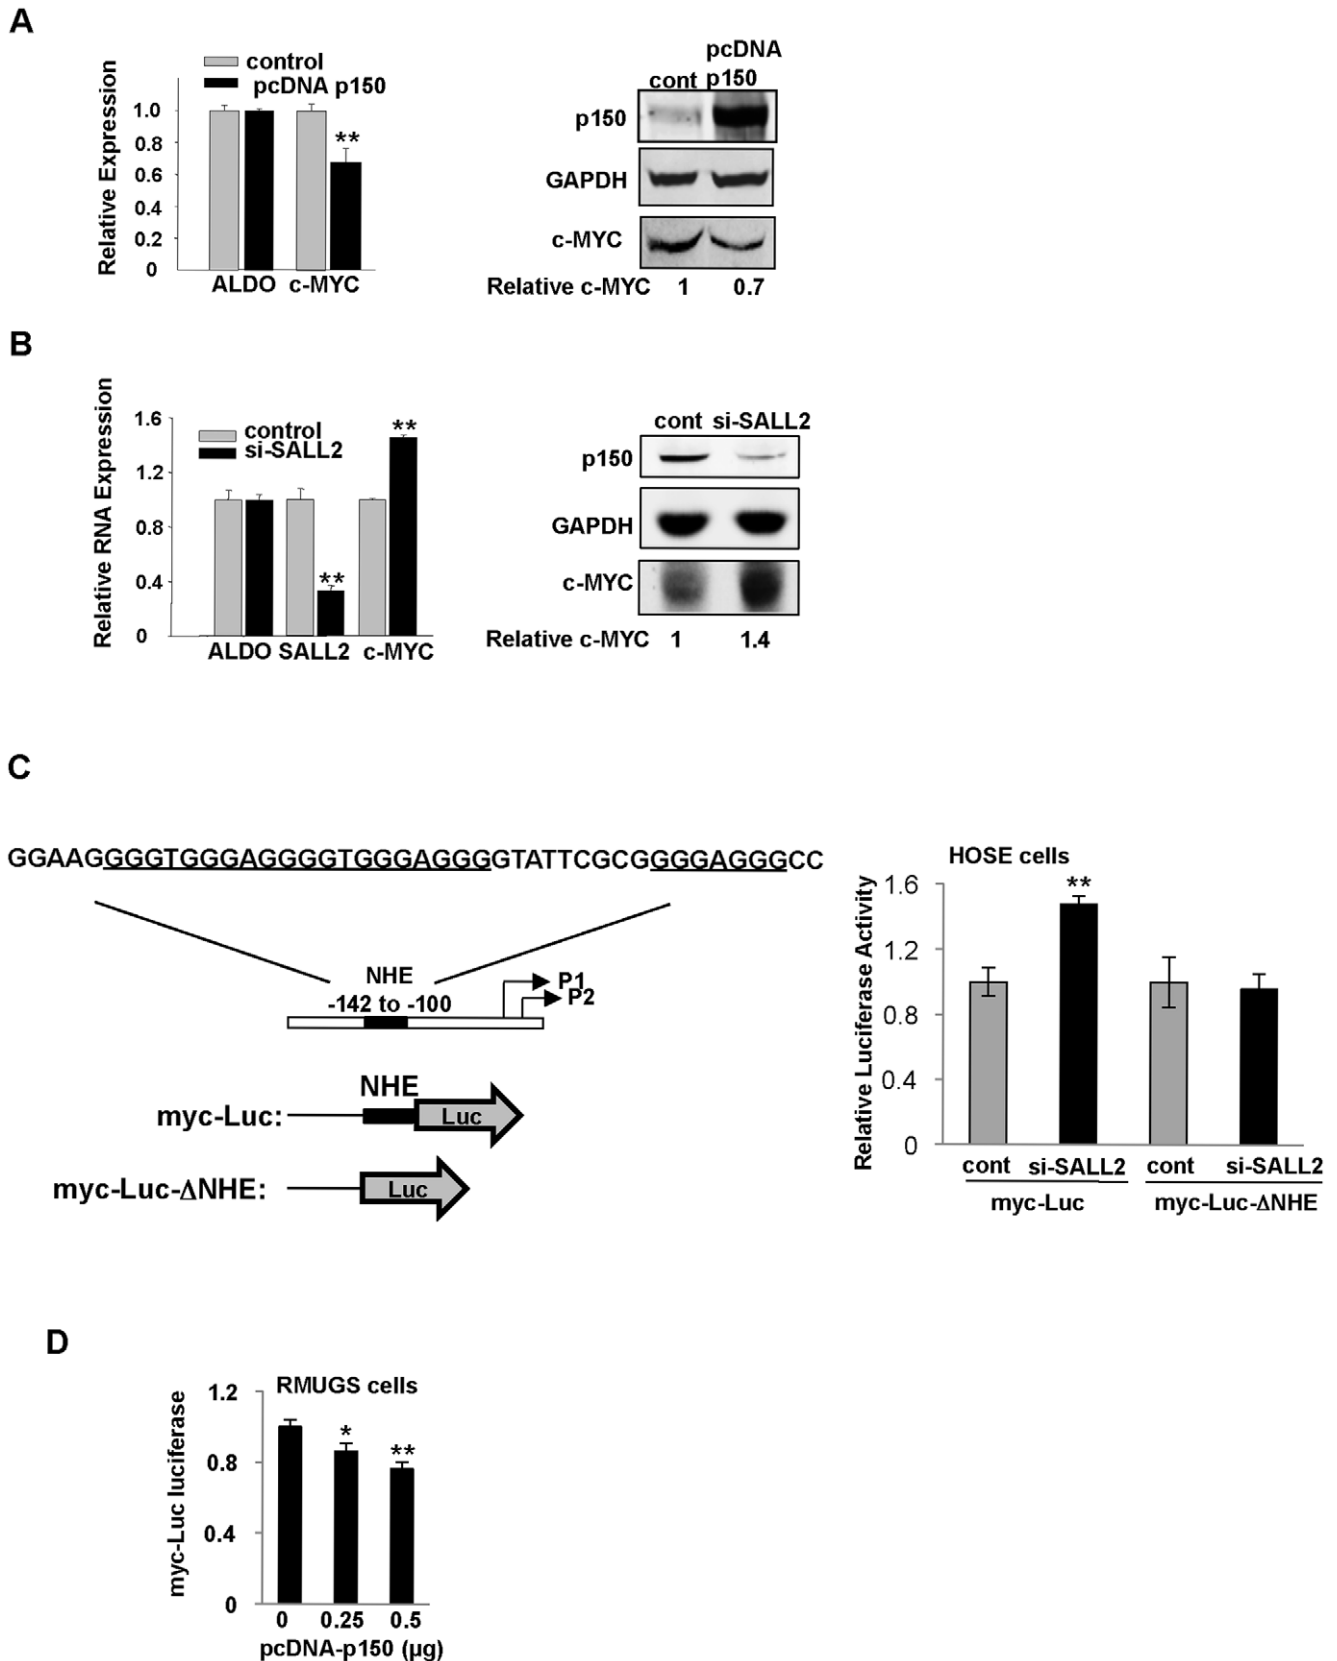 A
control
pcDNA p150
Relative Expression
1.0
0.8
0.6
0.4
0.2
0
**
ALDO c-MYC
pcDNA
cont p150
p150
GAPDH
c-MYC
Relative c-MYC 1 0.7
B
control
si-SALL2
Relative RNA Expression
1.6
1.2
0.8
0.4
0
**
**
ALDO SALL2 c-MYC
cont si-SALL2
p150
GAPDH
c-MYC
Relative c-MYC 1 1.4
C
GGAAGGGGTGGGAGGGGTGGGAGGGGTATTCGCGGGGAGGGCC
NHE
-142 to -100
P1
P2
NHE
myc-Luc: Luc
myc-Luc-ΔNHE: Luc
HOSE cells
Relative Luciferase Activity
1.6
1.2
0.8
0.4
0
**
cont si-SALL2 cont si-SALL2
myc-Luc myc-Luc-ΔNHE
D
RMUGS cells
myc-Luc luciferase
1.2
0.8
0.4
0
*
**
0 0.25 0.5
pcDNA-p150 (μg)